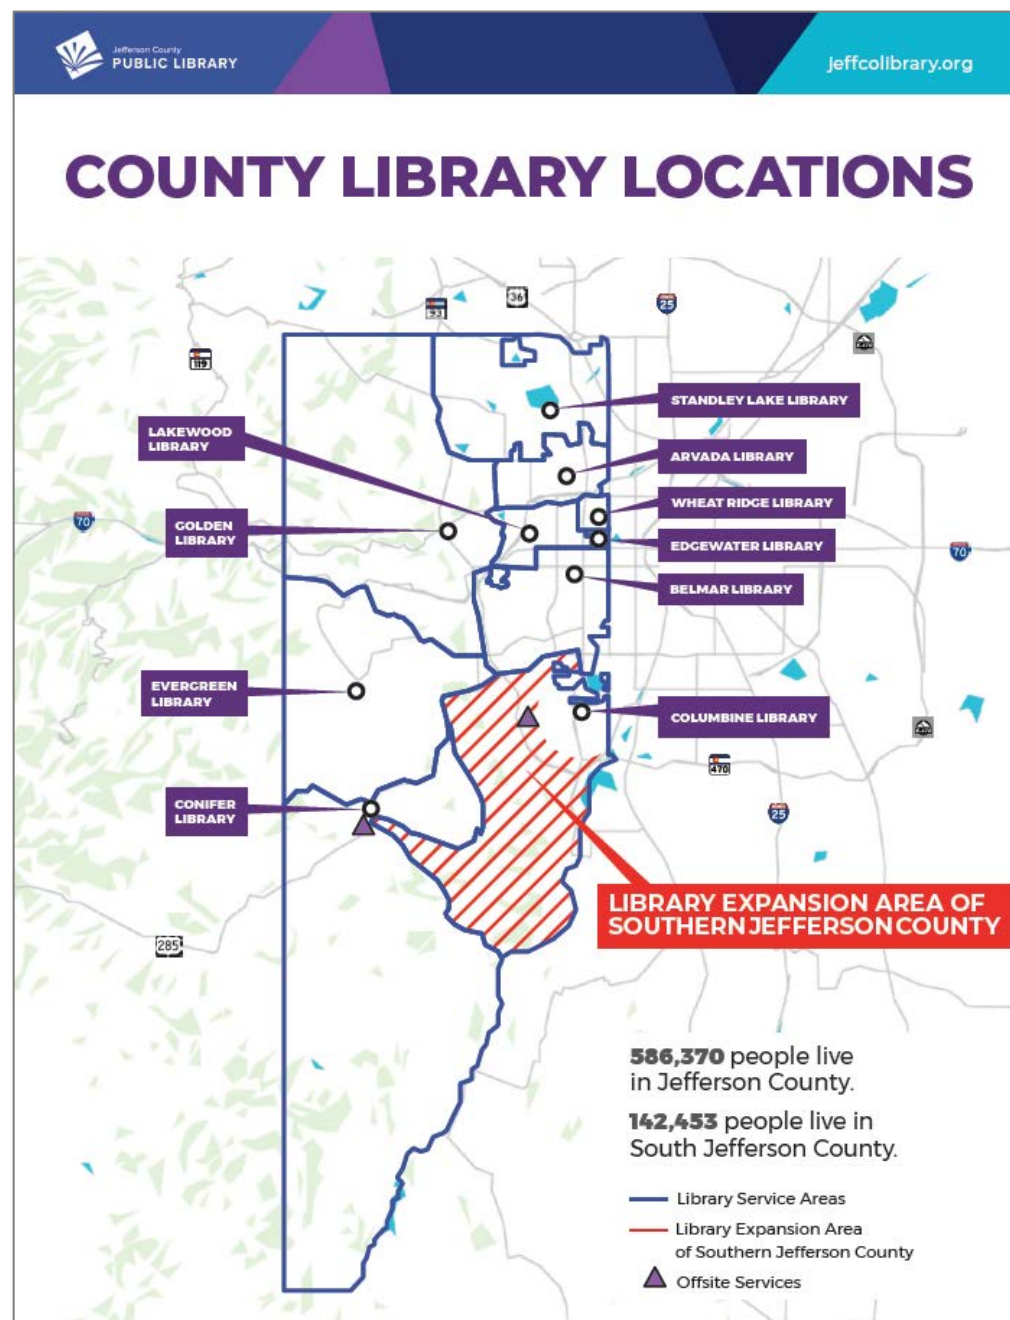 Jefferson County
PUBLIC LIBRARY
jeffcolibrary.org
COUNTY LIBRARY LOCATIONS
36
93
25
119
STANDLEY LAKE LIBRARY
LAKEWOOD
LIBRARY
ARVADA LIBRARY
WHEAT RIDGE LIBRARY
70
GOLDEN
LIBRARY
EDGEWATER LIBRARY
70
BELMAR LIBRARY
EVERGREEN
LIBRARY
COLUMBINE LIBRARY
470
CONIFER
LIBRARY
25
LIBRARY EXPANSION AREA OF
SOUTHERN JEFFERSON COUNTY
285
586,370 people live
in Jefferson County.
142,453 people live in
South Jefferson County.
Library Service Areas
Library Expansion Area
of Southern Jefferson County
Offsite Services